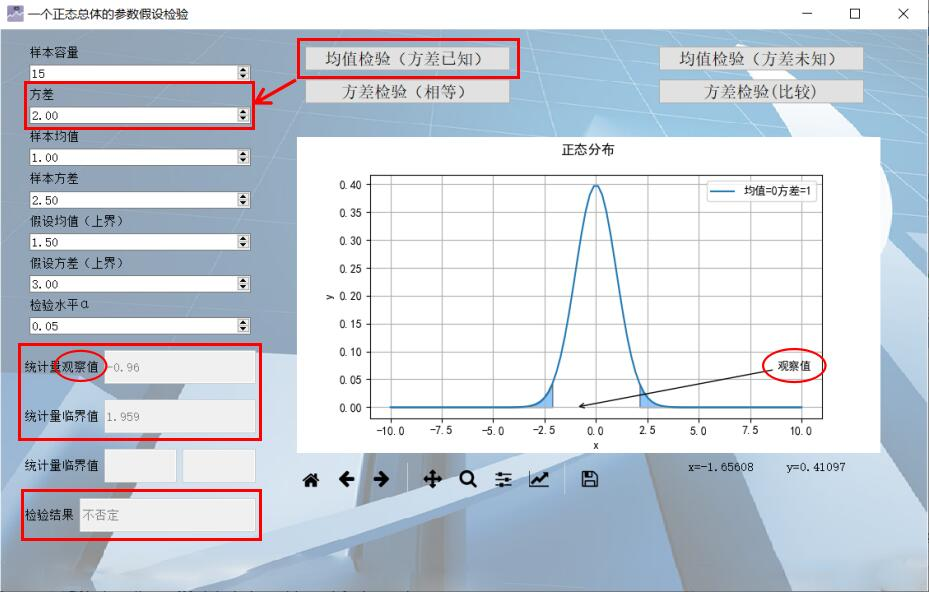 一个正态总体的参数假设检验
样本容量
15
方差
2.00
样本均值
1.00
样本方差
2.50
假设均值（上界）
1.50
假设方差（上界）
3.00
检验水平α
0.05
统计量观察值 -0.96
统计量临界值 1.959
统计量临界值
检验结果 不否定
均值检验（方差已知） 均值检验（方差未知）
方差检验（相等） 方差检验(比较)
正态分布
均值=0方差=1
0.40
0.35
0.30
0.25
0.20
0.15
0.10
0.05
0.00
y
观察值
-10.0 -7.5 -5.0 -2.5 0.0 2.5 5.0 7.5 10.0
x
x=-1.65608 y=0.41097